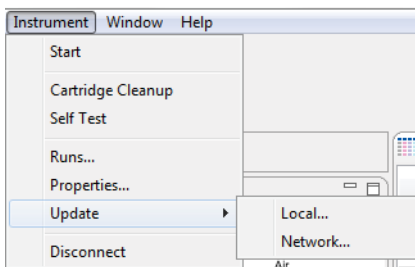 Instrument Window Help
Start
Cartridge Cleanup
Self Test
Runs...
Properties...
Update
Local...
Network...
Disconnect
Air